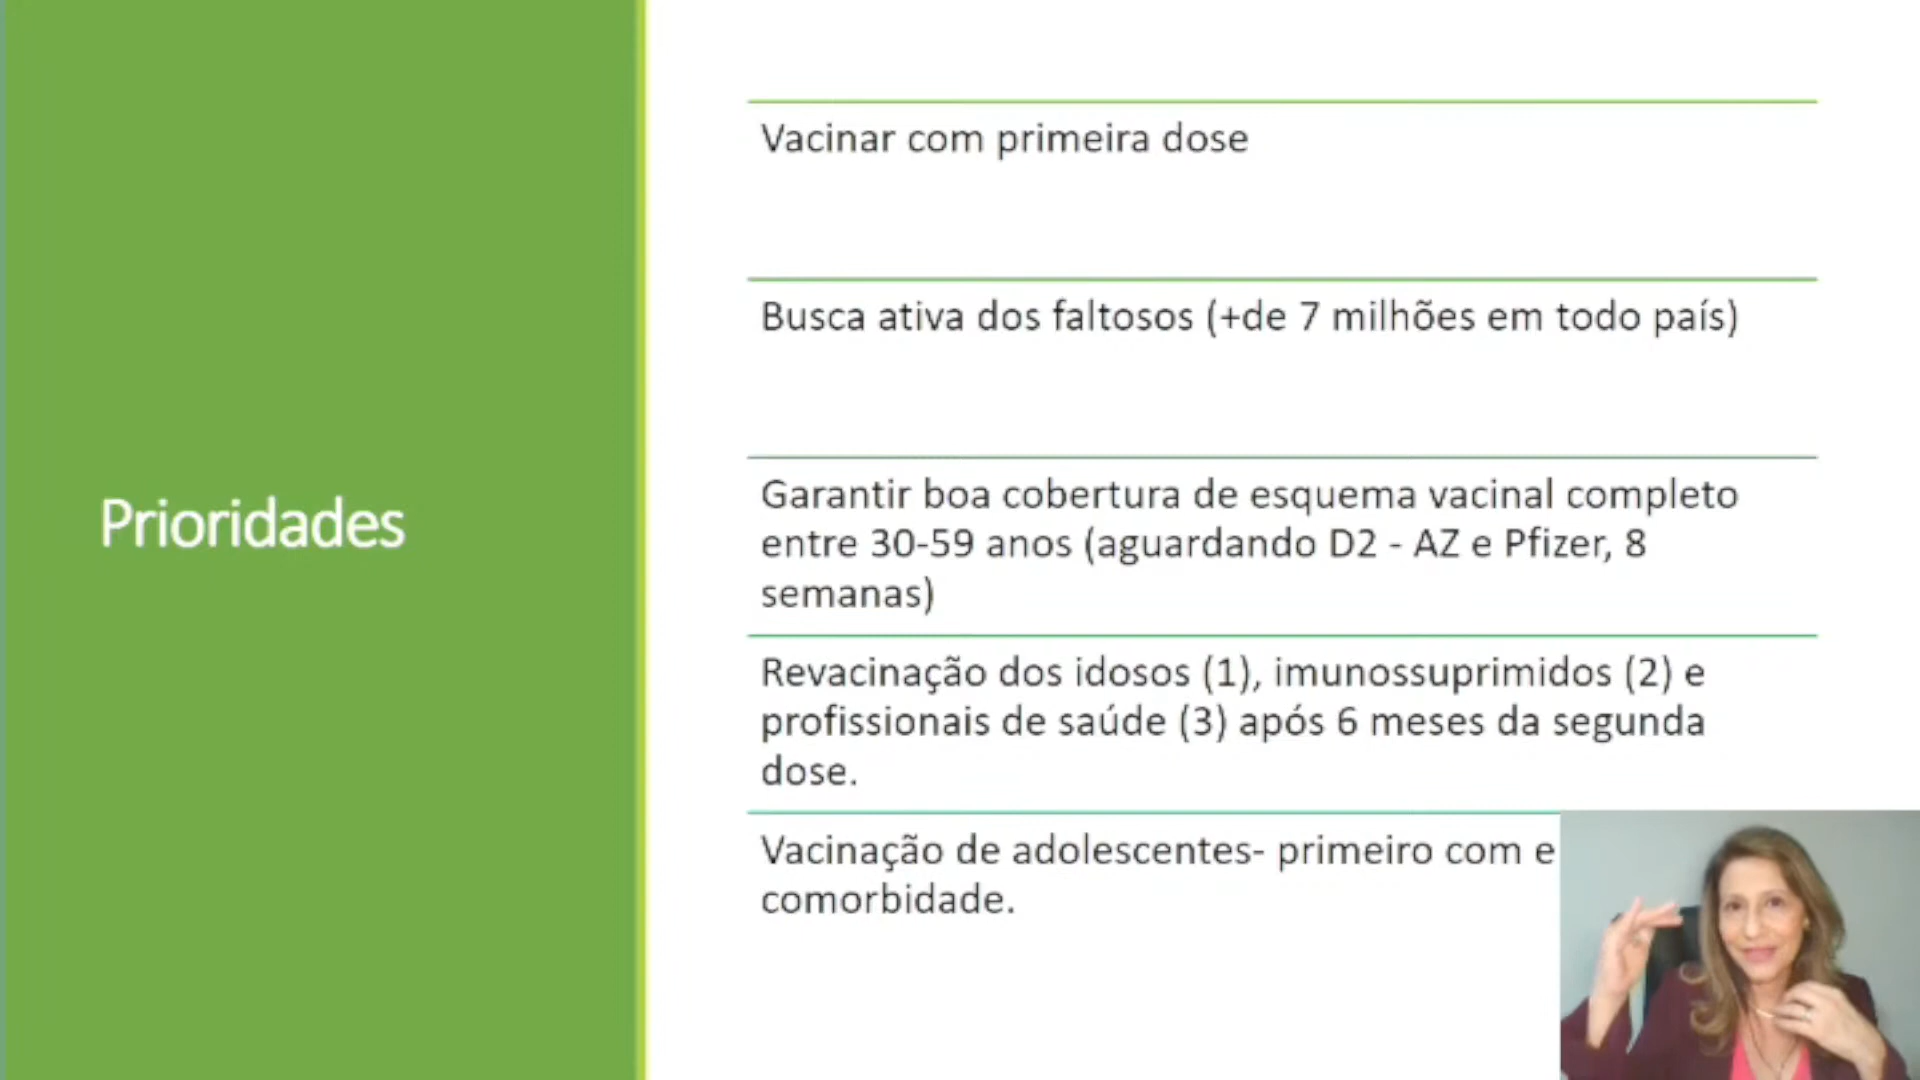 Prioridades
Vacinar com primeira dose
Busca ativa dos faltosos (+de 7 milhões em todo país)
Garantir boa cobertura de esquema vacinal completo
entre 30-59 anos (aguardando D2 - AZ e Pfizer, 8
semanas)
Revacinação dos idosos (1), imunossuprimidos (2) e
profissionais de saúde (3) após 6 meses da segunda
dose.
Vacinação de adolescentes- primeiro com e
comorbidade.